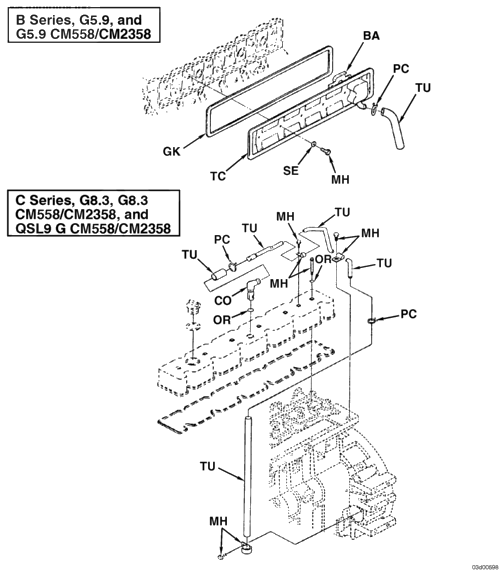 B Series, G5.9, and
G5.9 CM558/CM2358
BA
PC
TU
GK
TC
SE
MH
C Series, G8.3, G8.3
CM558/CM2358, and
QSL9 G CM558/CM2358
MH
TU
TU
PC
TU
MH
MH
OR
TU
CO
OR
PC
TU
MH
03d00898